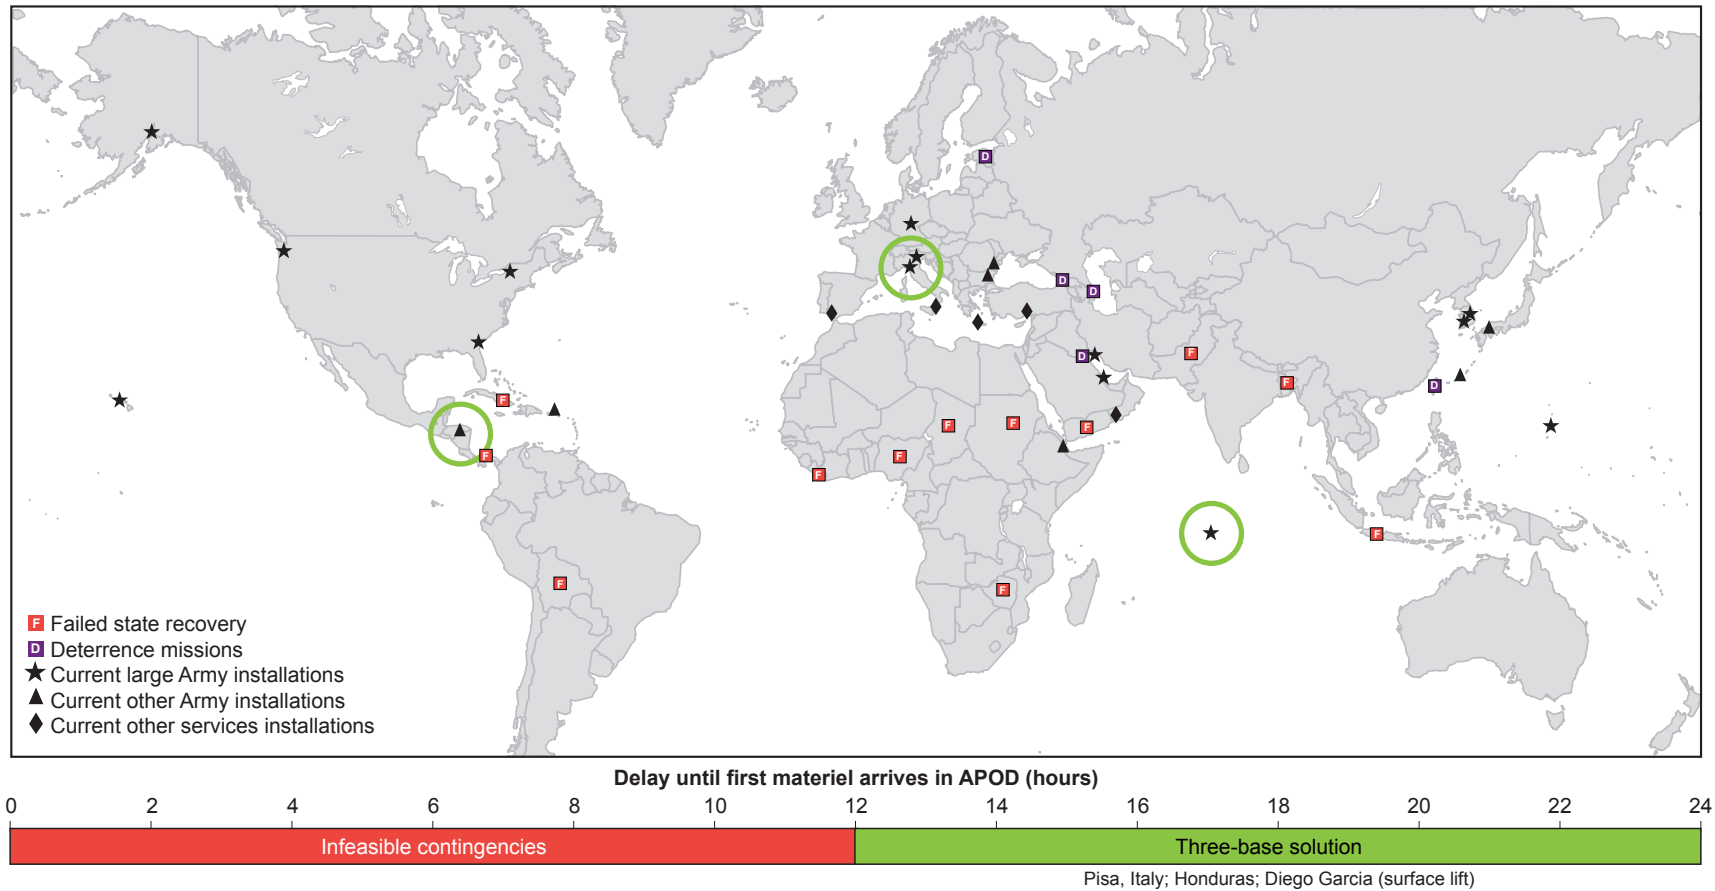 D
D
D
D
F
F
D
F
F
F
F
F
F
F
F
F
F
F Failed state recovery
D Deterrence missions
Current large Army installations
Current other Army installations
Current other services installations
Delay until first materiel arrives in APOD (hours)
0 2 4 6 8 10 12 14 16 18 20 22 24
Infeasible contingencies Three-base solution
Pisa, Italy; Honduras; Diego Garcia (surface lift)